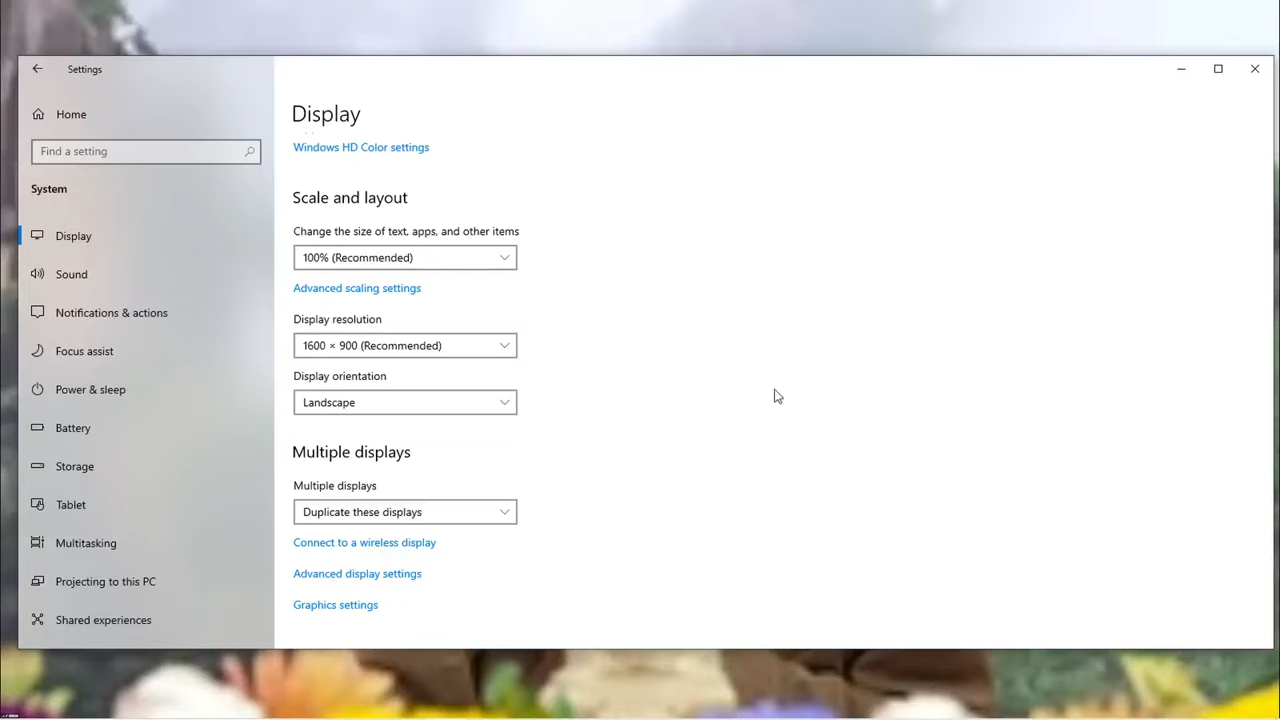 Settings
Home
Find a setting
System
Display
Sound
Notifications & actions
Focus assist
Power & sleep
Battery
Storage
Tablet
Multitasking
Projecting to this PC
Shared experiences
Display
Windows HD Color settings
Scale and layout
Change the size of text, apps, and other items
100% (Recommended)
Advanced scaling settings
Display resolution
1600 × 900 (Recommended)
Display orientation
Landscape
Multiple displays
Multiple displays
Duplicate these displays
Connect to a wireless display
Advanced display settings
Graphics settings